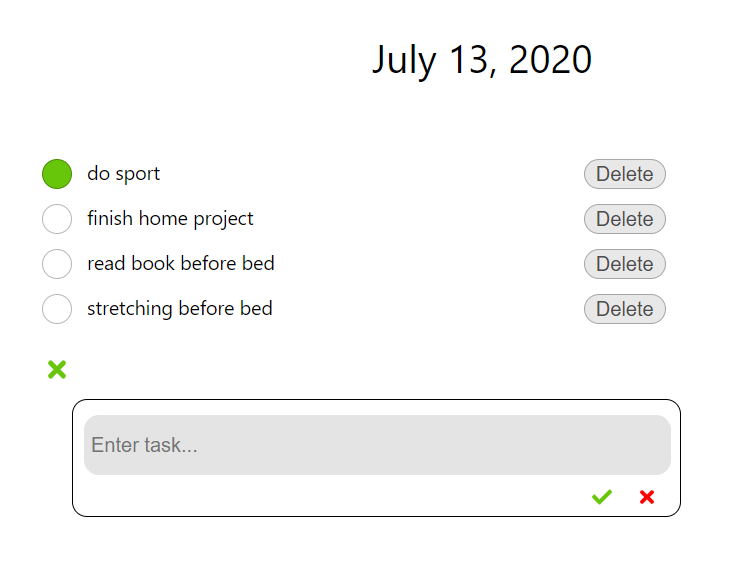 July 13, 2020
do sport Delete
finish home project Delete
read book before bed Delete
stretching before bed Delete
Enter task...